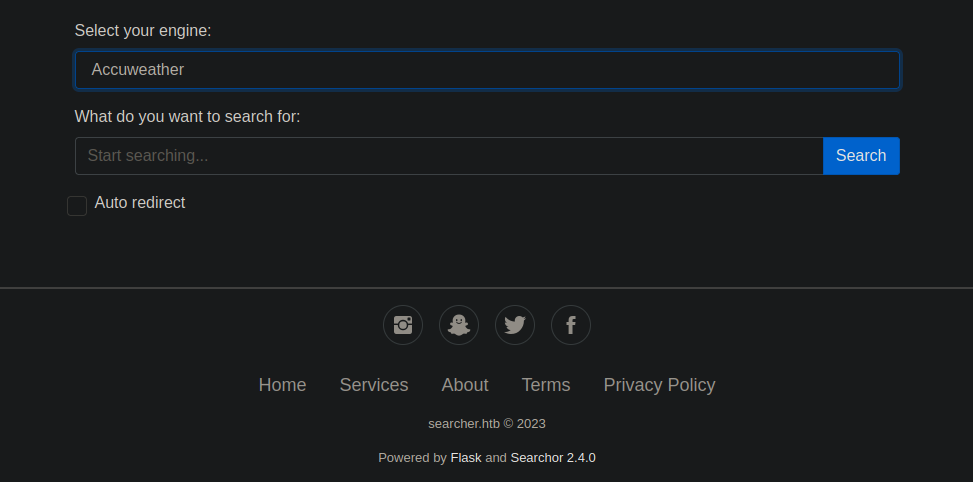 Select your engine:
Accuweather
What do you want to search for:
Start searching...
Search
Auto redirect
Home Services About Terms Privacy Policy
searcher.htb © 2023
Powered by Flask and Searchor 2.4.0